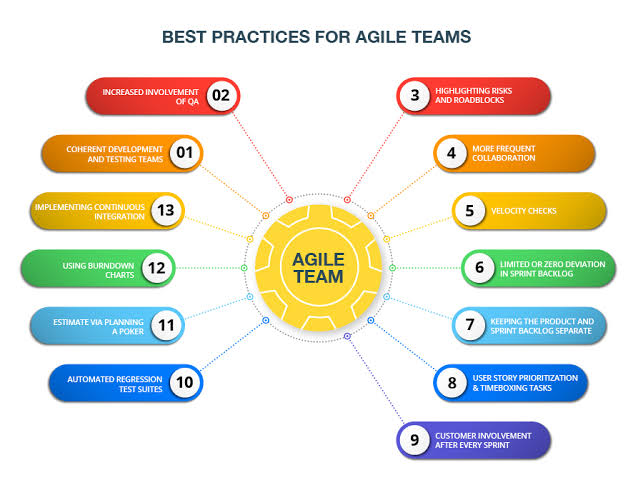 BEST PRACTICES FOR AGILE TEAMS
INCREASED INVOLVEMENT
OF QA
02
COHERENT DEVELOPMENT
AND TESTING TEAMS
01
IMPLEMENTING CONTINUOUS
INTEGRATION
13
USING BURNDOWN
CHARTS
12
ESTIMATE VIA PLANNING
A POKER
11
AUTOMATED REGRESSION
TEST SUITES
10
AGILE
TEAM
3
HIGHLIGHTING RISKS
AND ROADBLOCKS
4
MORE FREQUENT
COLLABORATION
5
VELOCITY CHECKS
6
LIMITED OR ZERO DEVIATION
IN SPRINT BACKLOG
7
KEEPING THE PRODUCT AND
SPRINT BACKLOG SEPARATE
8
USER STORY PRIORITIZATION
& TIMEBOXING TASKS
9
CUSTOMER INVOLVEMENT
AFTER EVERY SPRINT